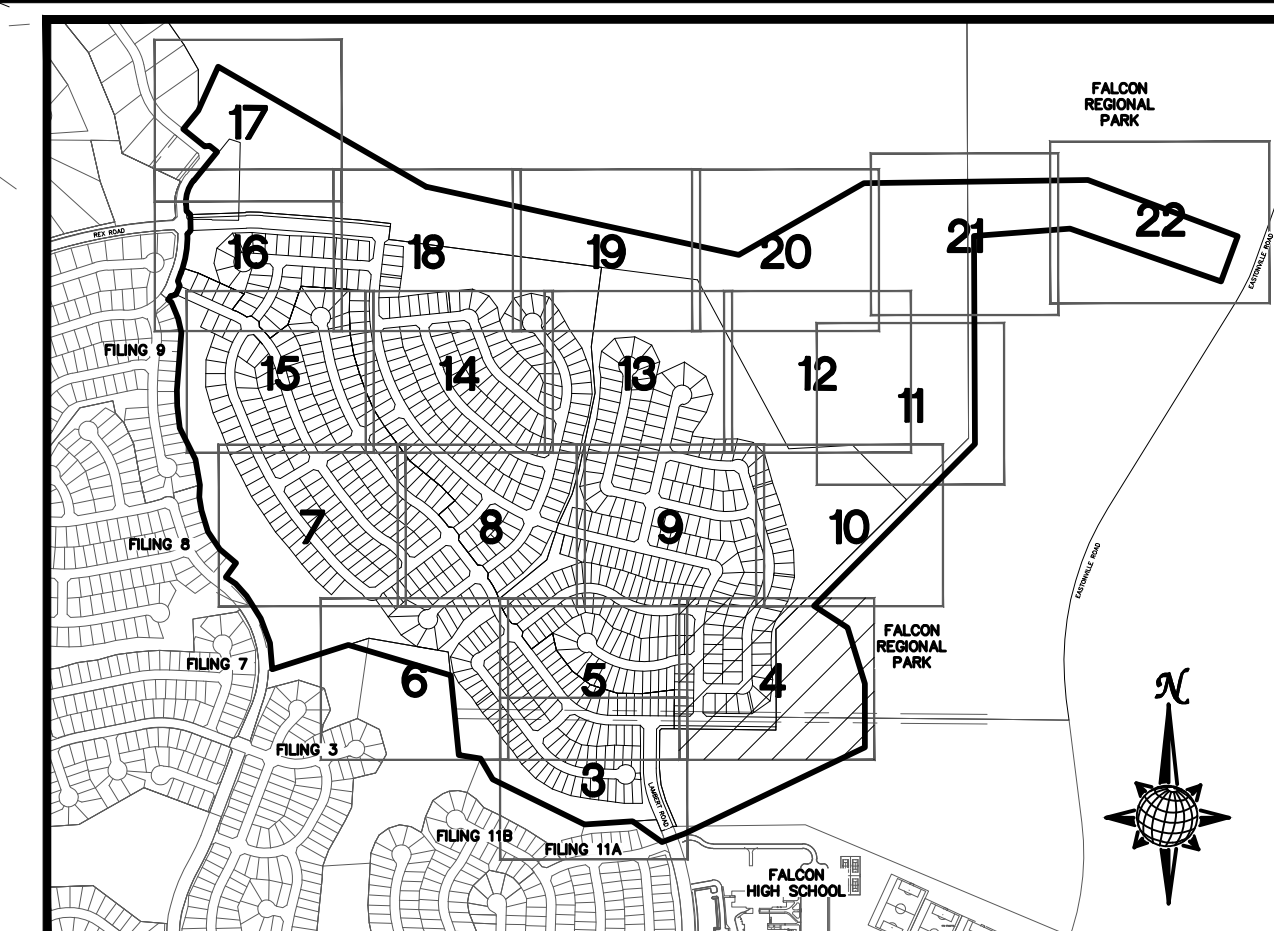 FALCON
REGIONAL
PARK
17
22
REX ROAD
21
16
18
19
20
EASTONVILLE ROAD
FILING 9
15
14
13
12
11
7
8
9
10
FILING 8
EASTONVILLE ROAD
FALCON
REGIONAL
PARK
FILING 7
6
5
4
N
FILING 3
3
LAMBERT ROAD
FILING 11B
FILING 11A
FALCON
HIGH SCHOOL